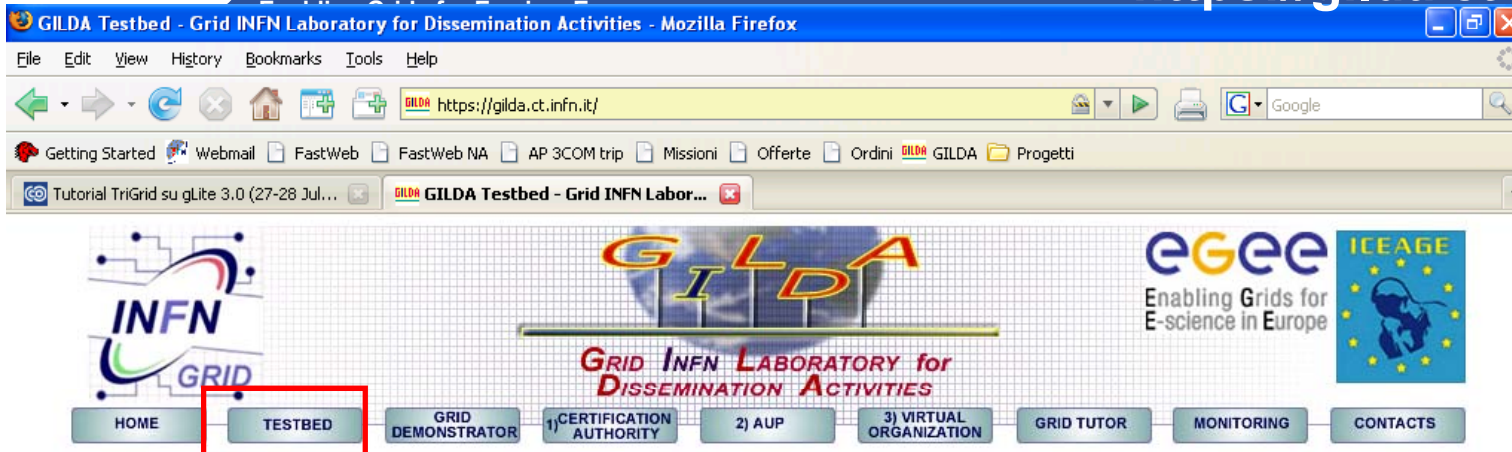 GILDA Testbed - Grid INFN Laboratory for Dissemination Activities - Mozilla Firefox
File Edit View History Bookmarks Tools Help
GILDA https://gilda.ct.infn.it/ G Google
Getting Started Webmail FastWeb FastWeb NA AP 3COM trip Missioni Offerte Ordini GILDA GILDA Progetti
Tutorial TriGrid su gLite 3.0 (27-28 Jul... GILDA GILDA Testbed - Grid INFN Labor...
INFN
GRID
GILDA
GRID INFN LABORATORY for
DISSEMINATION ACTIVITIES
egee
Enabling Grids for
E-science in Europe
ICEAGE
HOME
TESTBED
GRID
DEMONSTRATOR
1)CERTIFICATION
AUTHORITY
2) AUP
3) VIRTUAL
ORGANIZATION
GRID TUTOR
MONITORING
CONTACTS